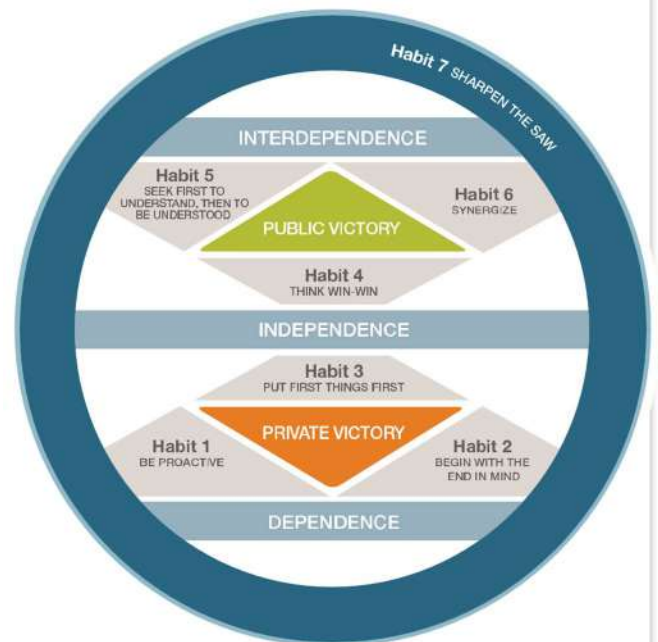 Habit 7 SHARPEN THE SAW
INTERDEPENDENCE
Habit 5
SEEK FIRST TO
UNDERSTAND, THEN TO
BE UNDERSTOOD
Habit 6
SYNERGIZE
PUBLIC VICTORY
Habit 4
THINK WIN-WIN
INDEPENDENCE
Habit 3
PUT FIRST THINGS FIRST
PRIVATE VICTORY
Habit 1
BE PROACTIVE
Habit 2
BEGIN WITH THE
END IN MIND
DEPENDENCE